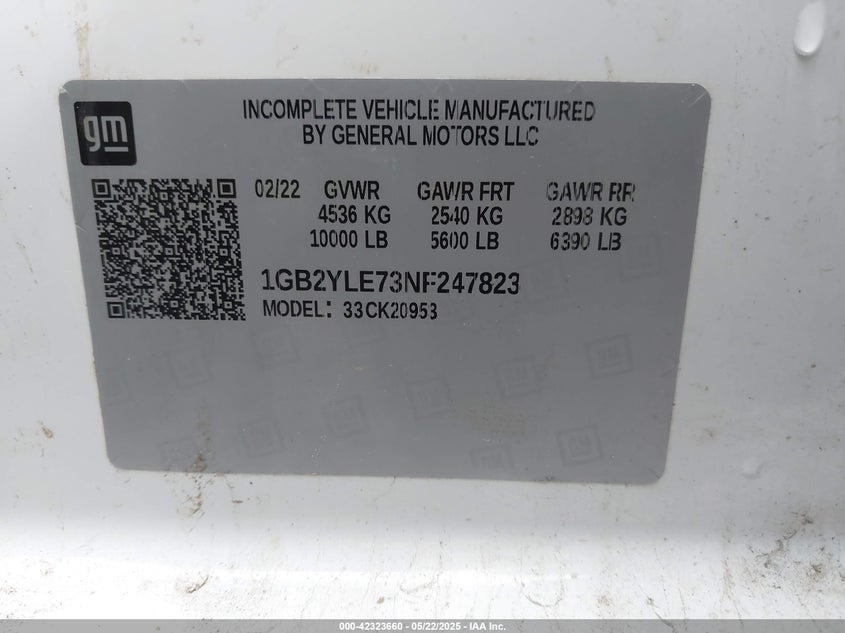 gm
INCOMPLETE VEHICLE MANUFACTURED
BY GENERAL MOTORS LLC
02/22 GVWR GAWR FRT GAWR RR
4536 KG 2540 KG 2898 KG
10000 LB 5600 LB 6390 LB
1GB2YLE73NF247823
MODEL: 33CK20953
000-42323660 - 05/22/2025 - IAA Inc.